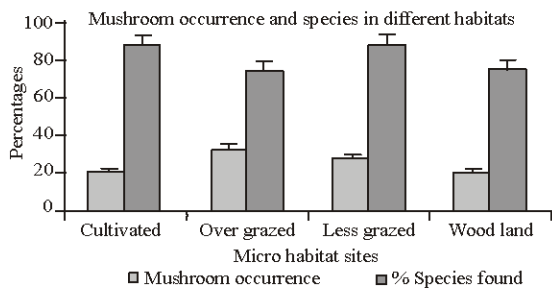 Mushroom occurrence and species in different habitats
Percentages
100
80
60
40
20
0
Cultivated Over grazed Less grazed Wood land
Micro habitat sites
Mushroom occurrence % Species found